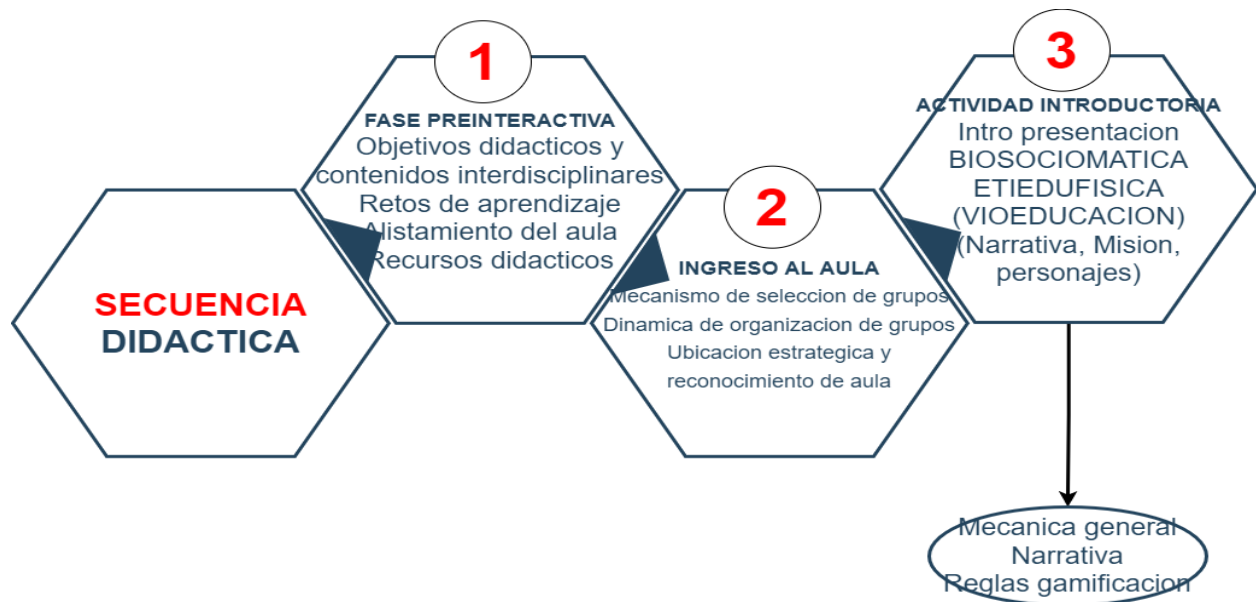 SECUENCIA
DIDACTICA
1
FASE PREINTERACTIVA
Objetivos didacticos y
contenidos interdisciplinares
Retos de aprendizaje
Alistamiento del aula
Recursos didacticos
2
INGRESO AL AULA
Mecanismo de seleccion de grupos
Dinamica de organizacion de grupos
Ubicacion estrategica y
reconocimiento de aula
3
ACTIVIDAD INTRODUCTORIA
Intro presentacion
BIOSOCIOMATICA
ETIEDUFISICA
(VIOEDUCACION)
(Narrativa, Mision,
personajes)
Mecanica general
Narrativa
Reglas gamificacion